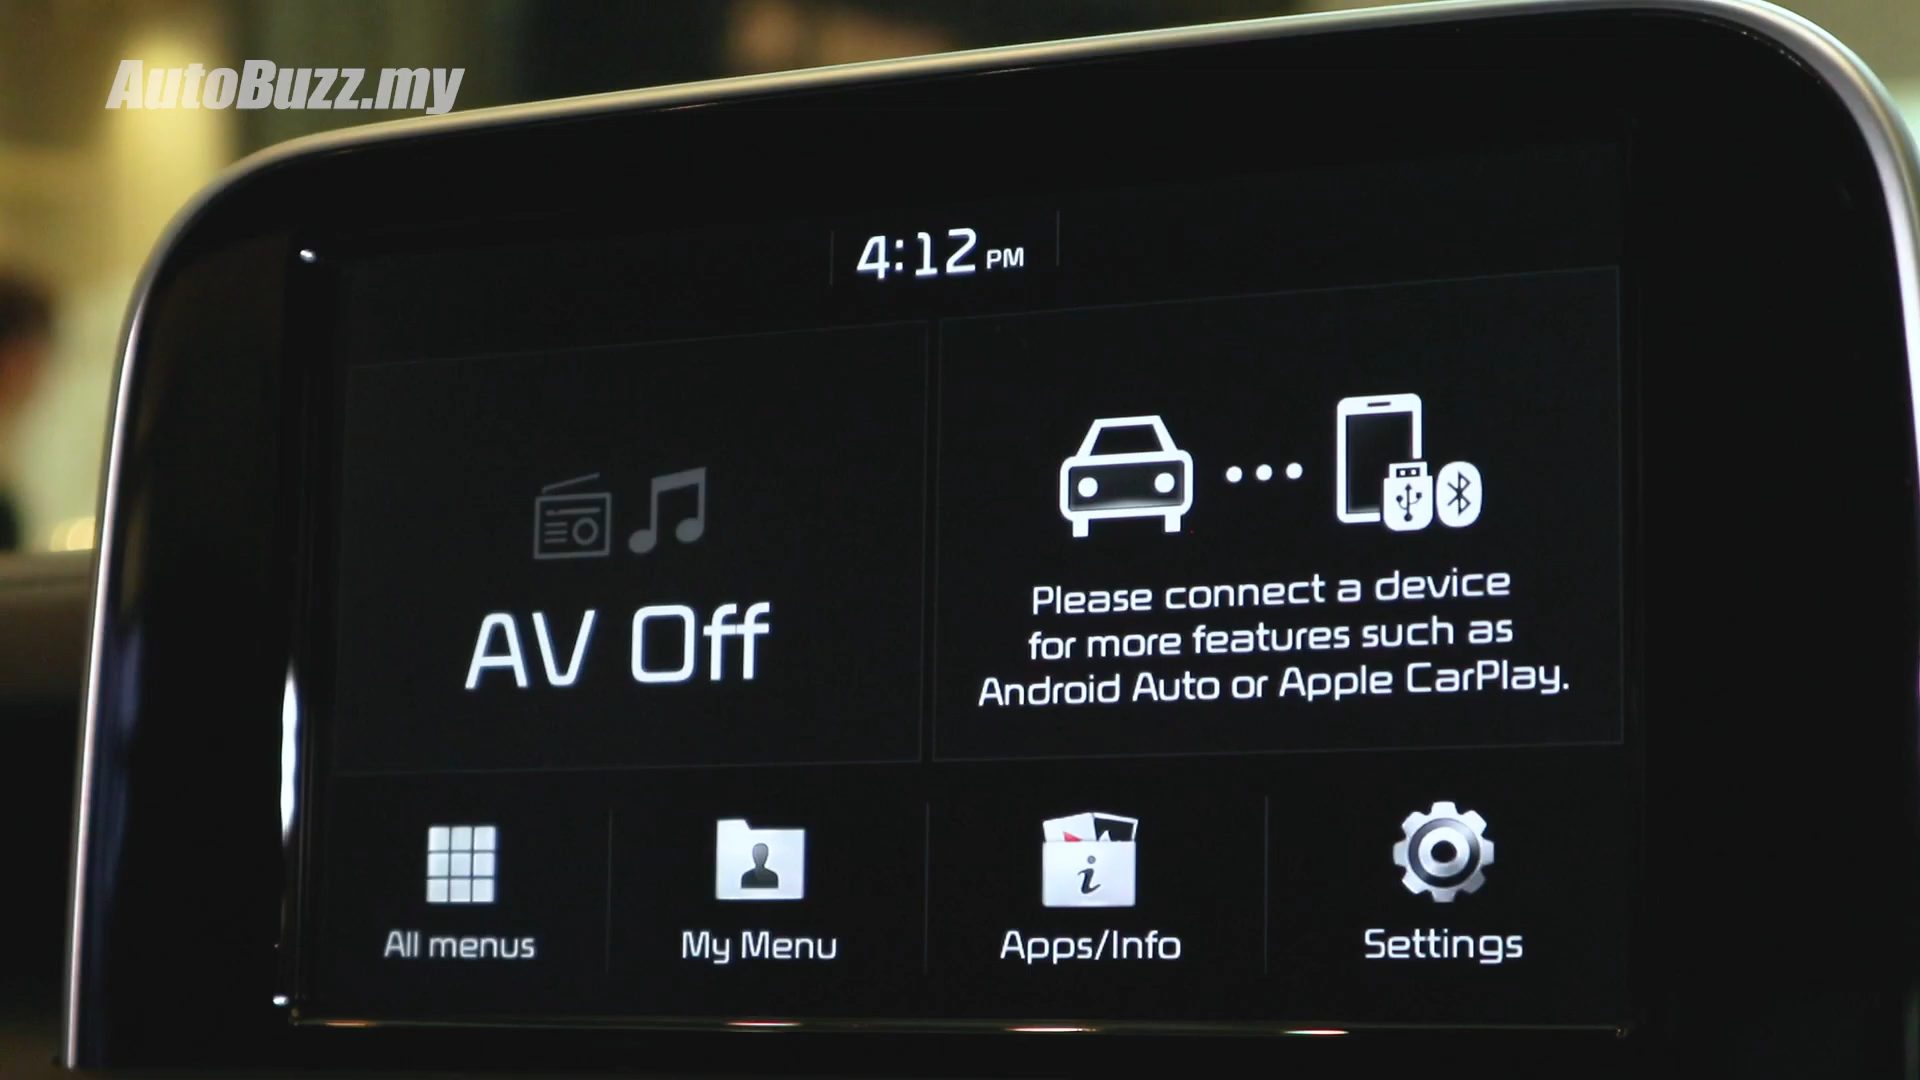 AutoBuzz.my
4:12 PM
AV Off
Please connect a device
for more features such as
Android Auto or Apple CarPlay.
All menus
My Menu
Apps/Info
Settings